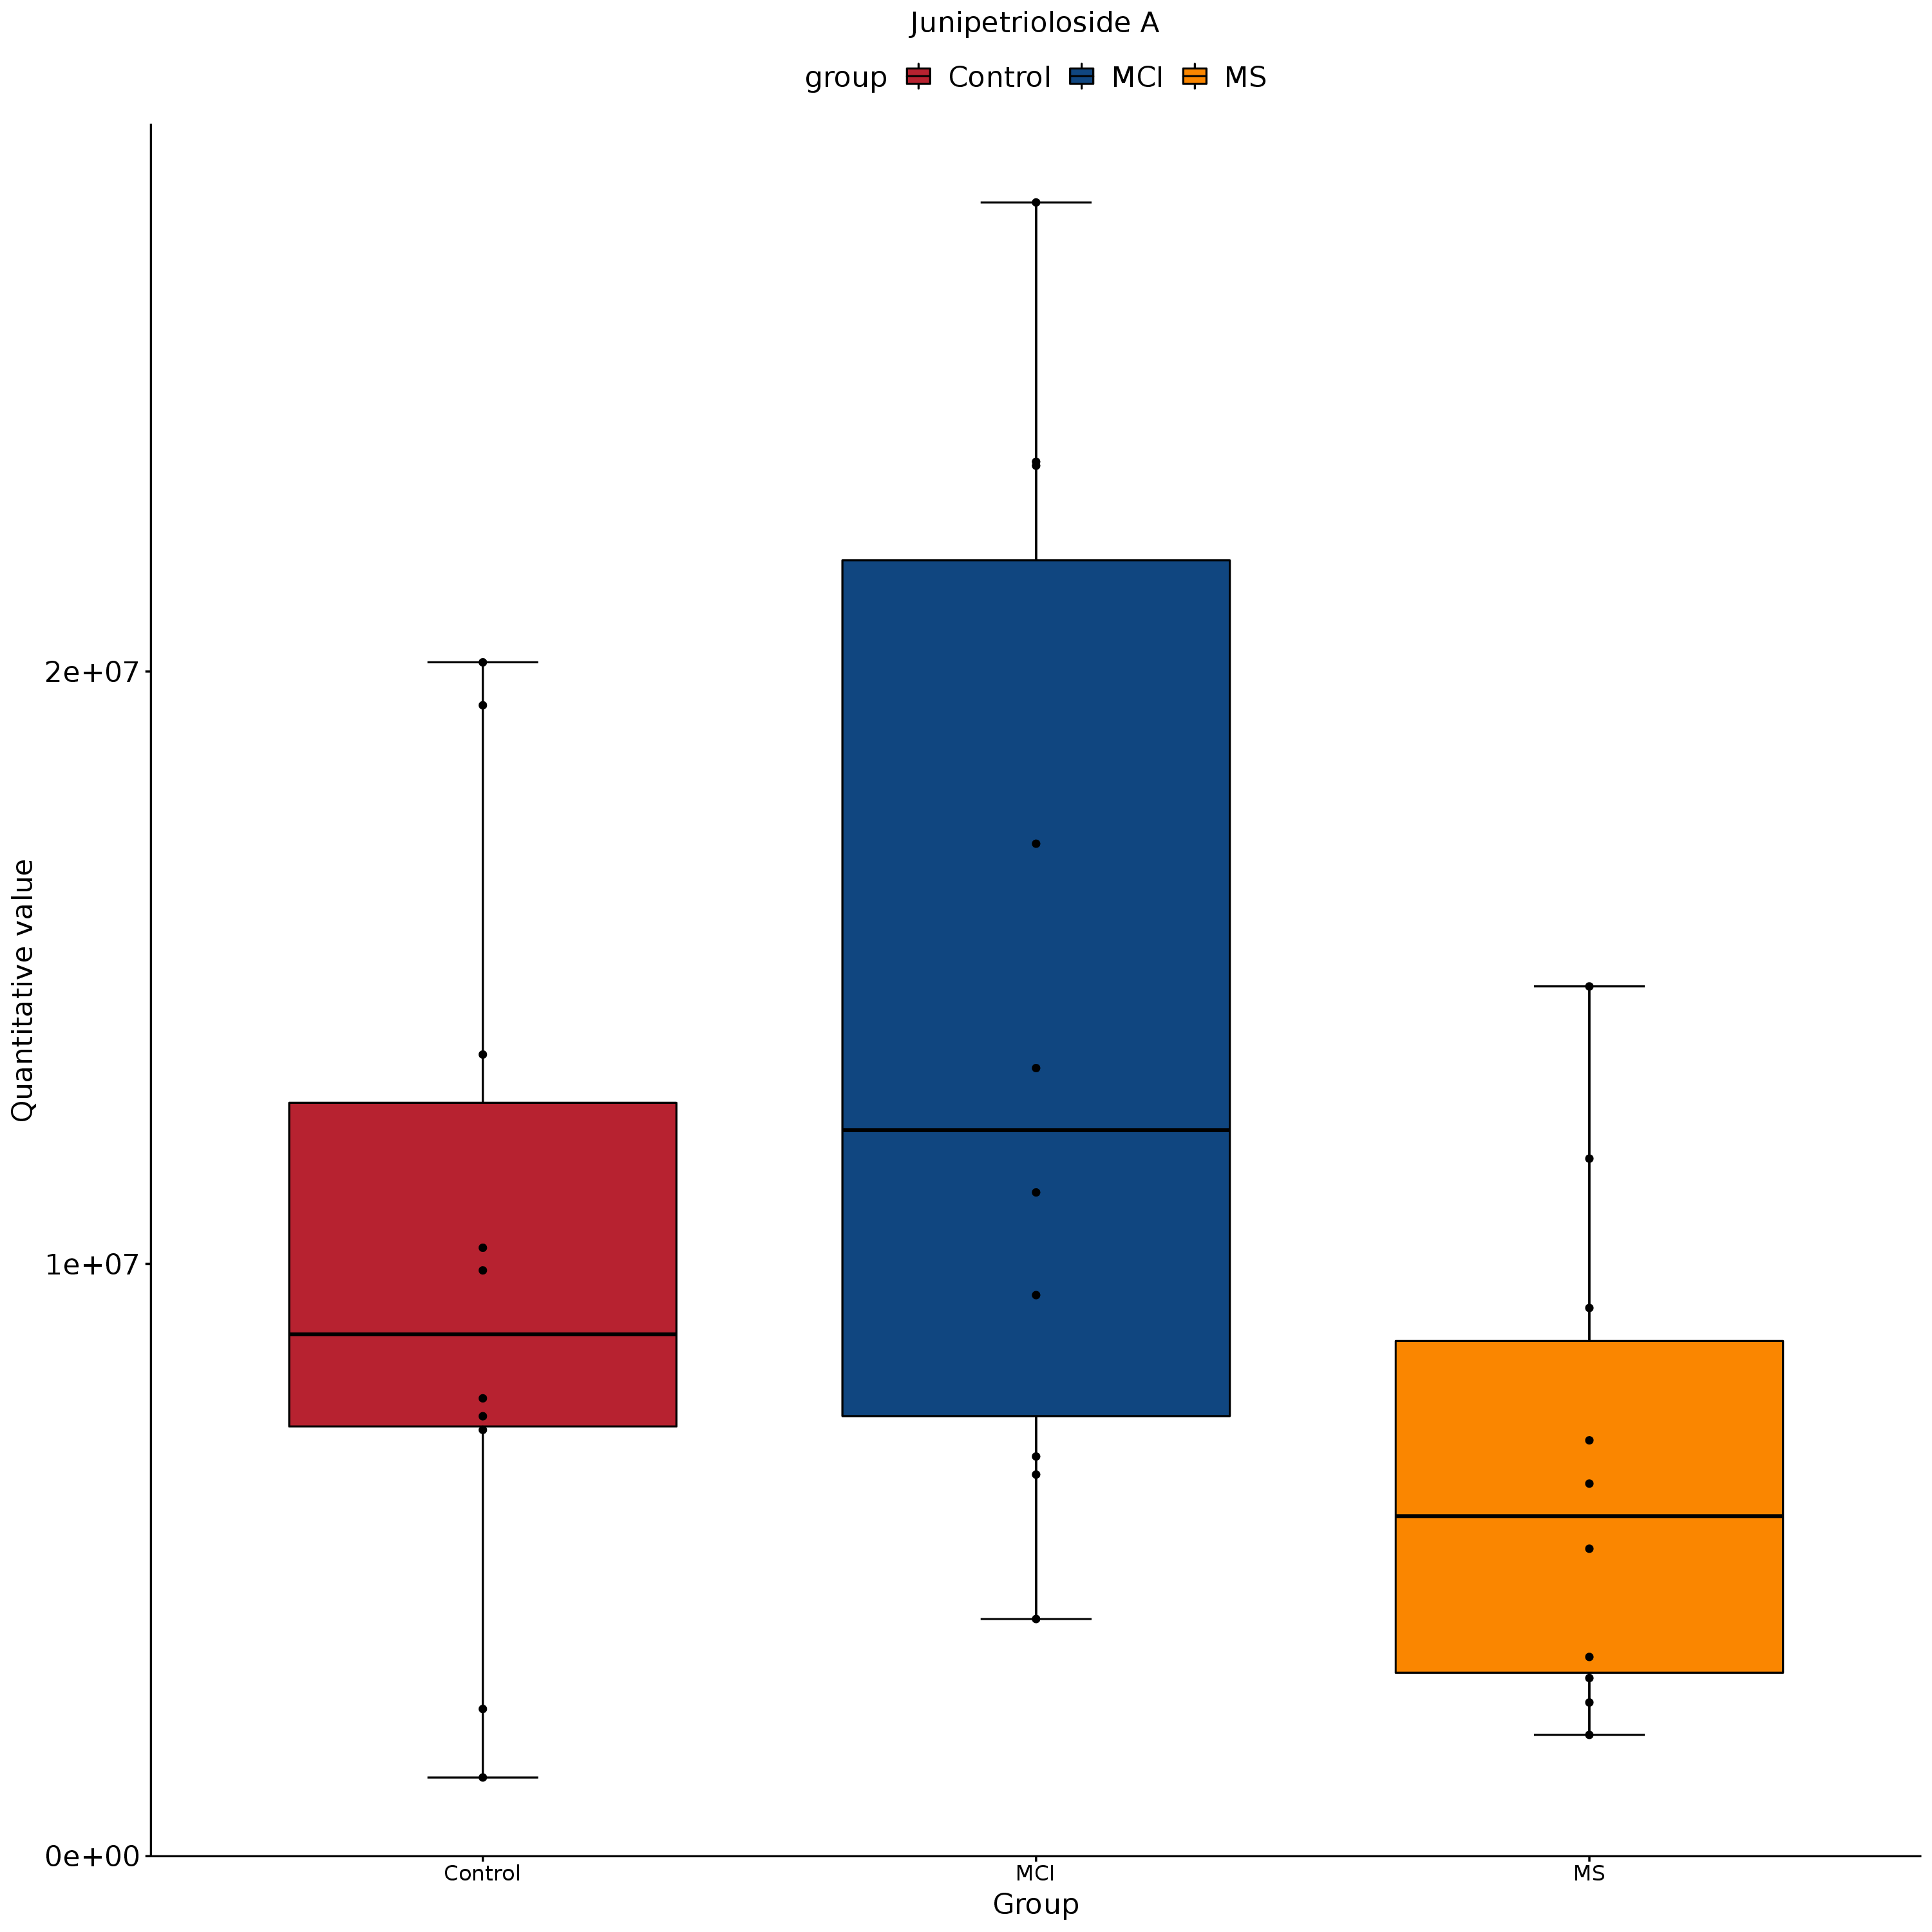 Junipetrioloside A
group Control MCI MS
Quantitative value
2e+07
1e+07
0e+00
Control MCI MS
Group